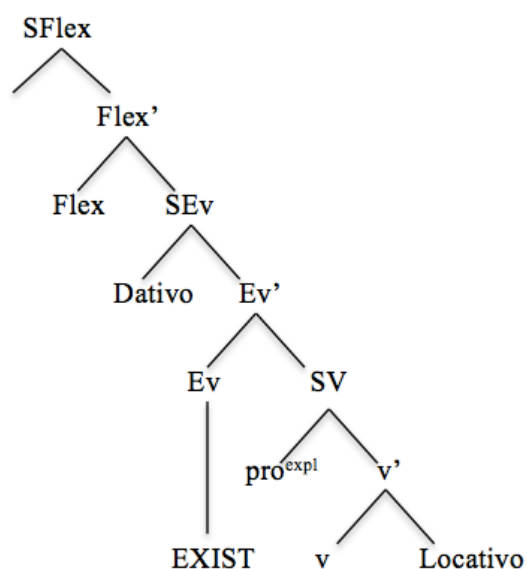 SFlex
Flex’
Flex SEv
Dativo Ev’
Ev SV
pro^expl v’
EXIST v Locativo